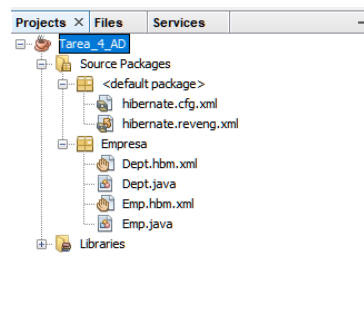 Projects × Files Services
Tarea_4_AD
Source Packages
<default package>
hibernate.cfg.xml
hibernate.reveng.xml
Empresa
Dept.hbm.xml
Dept.java
Emp.hbm.xml
Emp.java
Libraries